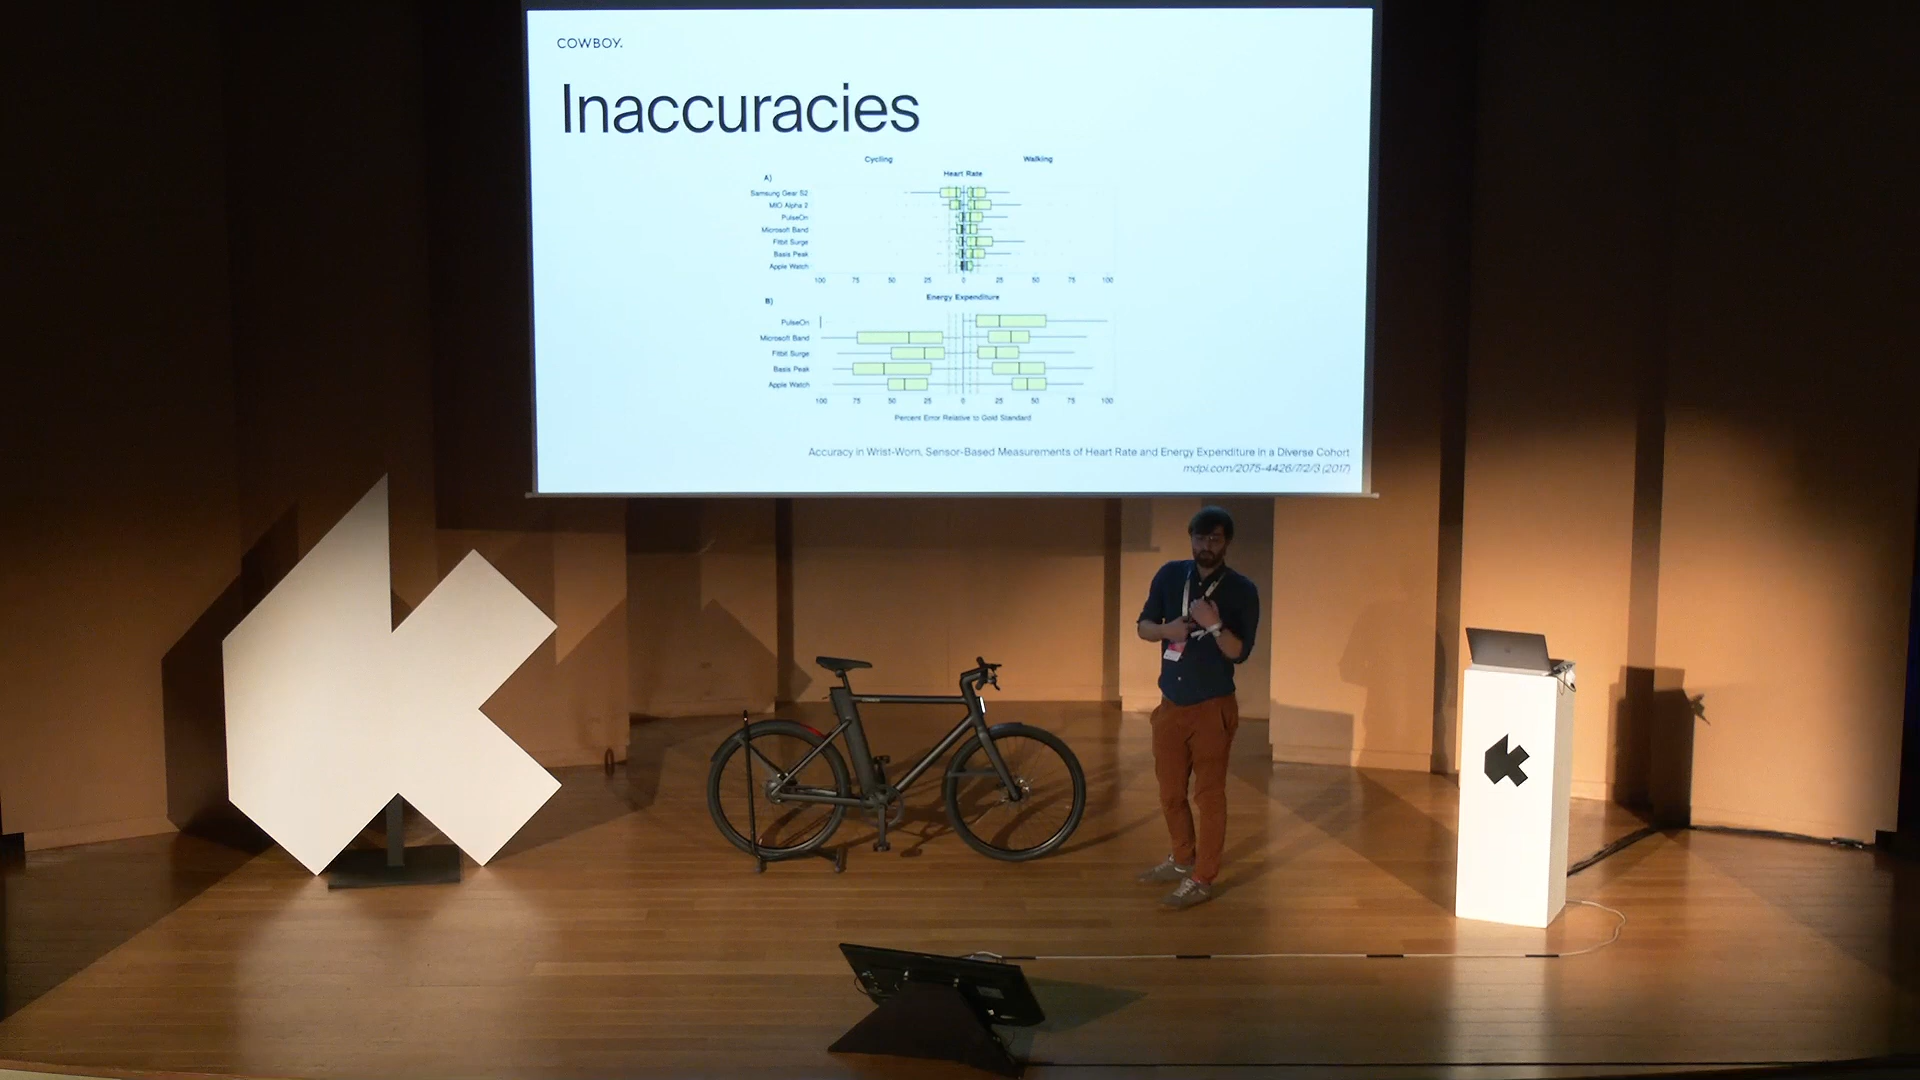 COWBOY.
Inaccuracies
Cycling Walking
A) Heart Rate
Samsung Gear S2
MIO Alpha 2
PulseOn
Microsoft Band
Fitbit Surge
Basis Peak
Apple Watch
100 75 50 25 0 25 50 75 100
B) Energy Expenditure
PulseOn
Microsoft Band
Fitbit Surge
Basis Peak
Apple Watch
100 75 50 25 0 25 50 75 100
Percent Error Relative to Gold Standard
Accuracy in Wrist-Worn, Sensor-Based Measurements of Heart Rate and Energy Expenditure in a Diverse Cohort
mdpi.com/2075-4426/7/2/3 (2017)